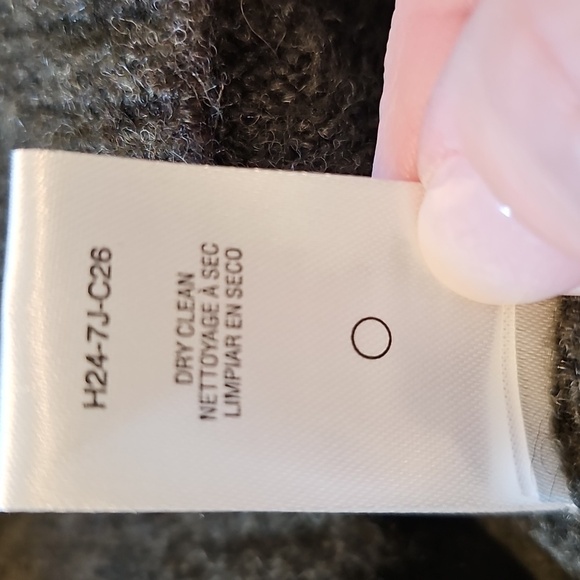 H24-7J-C26
DRY CLEAN
NETTOYAGE À SEC
LIMPIAR EN SECO